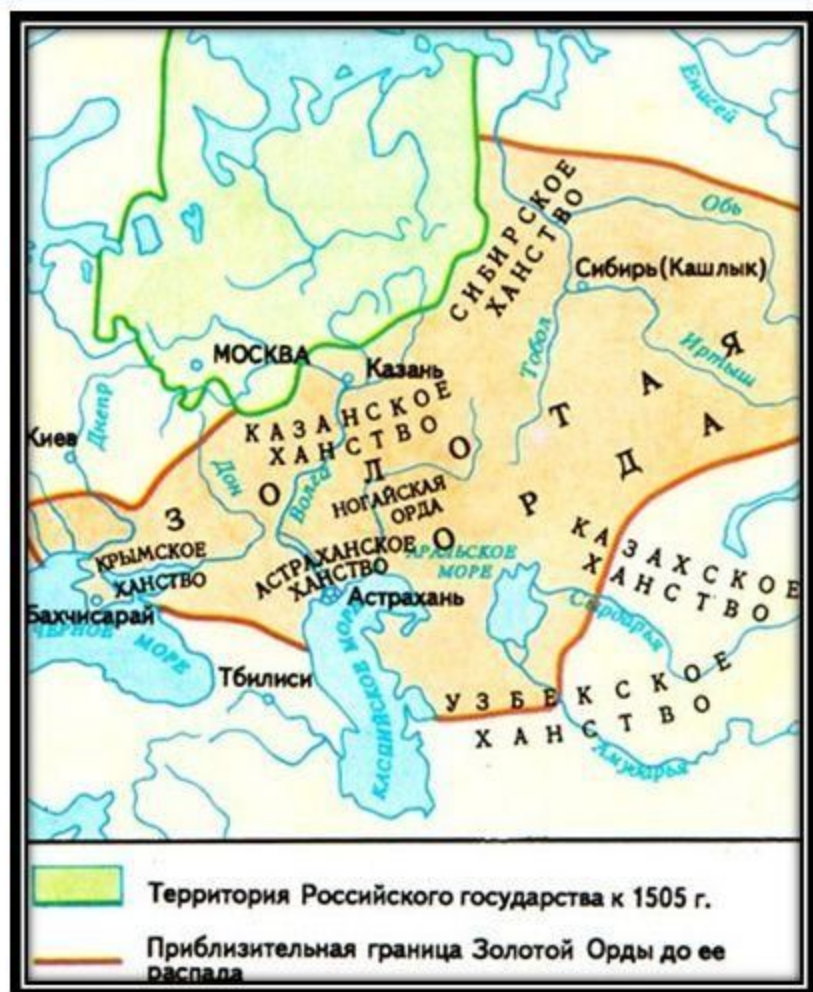 Енисей
Обь
СИБИРСКОЕ
ХАНСТВО
Сибирь (Кашлык)
Тобол
Иртыш
МОСКВА
Казань
КАЗАНСКОЕ
ХАНСТВО
Днепр
Киев
Дон
Волга
ЗОЛОТАЯ
ОРДА
НОГАЙСКАЯ
ОРДА
КРЫМСКОЕ
ХАНСТВО
АСТРАХАНСКОЕ
ХАНСТВО
АРАЛЬСКОЕ
МОРЕ
КАЗАХСКОЕ
ХАНСТВО
Астрахань
Бахчисарай
ЧЕРНОЕ МОРЕ
Сырдарья
Тбилиси
КАСПИЙСКОЕ МОРЕ
УЗБЕКСКОЕ
ХАНСТВО
Амударья
Территория Российского государства к 1505 г.
Приблизительная граница Золотой Орды до ее
распада